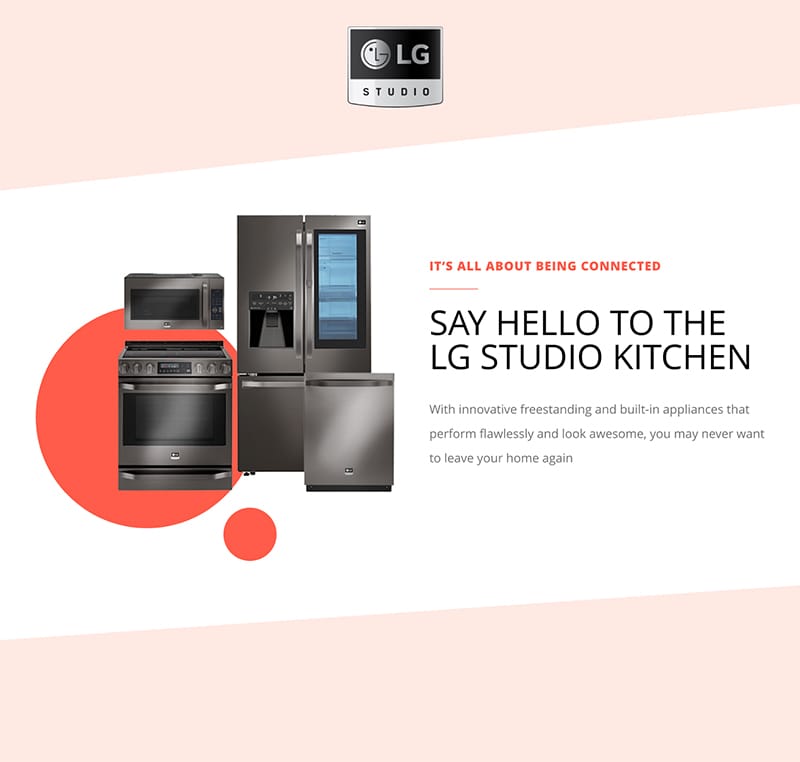 LG
STUDIO
IT'S ALL ABOUT BEING CONNECTED
SAY HELLO TO THE
LG STUDIO KITCHEN
With innovative freestanding and built-in appliances that
perform flawlessly and look awesome, you may never want
to leave your home again